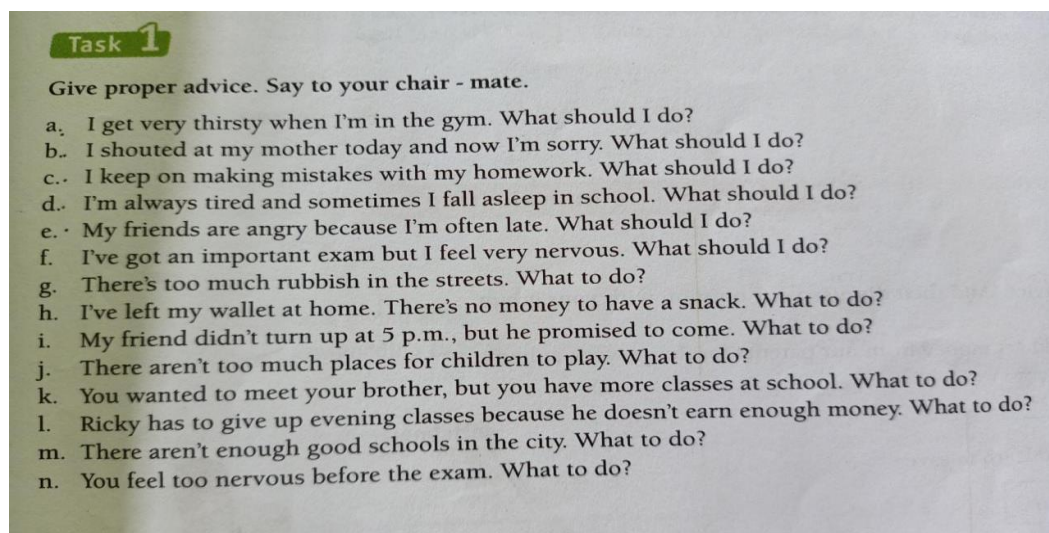 Task 1
Give proper advice. Say to your chair - mate.
a. I get very thirsty when I'm in the gym. What should I do?
b.. I shouted at my mother today and now I'm sorry. What should I do?
c.. I keep on making mistakes with my homework. What should I do?
d.. I'm always tired and sometimes I fall asleep in school. What should I do?
e. · My friends are angry because I'm often late. What should I do?
f. I've got an important exam but I feel very nervous. What should I do?
g. There's too much rubbish in the streets. What to do?
h. I've left my wallet at home. There's no money to have a snack. What to do?
i. My friend didn't turn up at 5 p.m., but he promised to come. What to do?
j. There aren't too much places for children to play. What to do?
k. You wanted to meet your brother, but you have more classes at school. What to do?
l. Ricky has to give up evening classes because he doesn't earn enough money. What to do?
m. There aren't enough good schools in the city. What to do?
n. You feel too nervous before the exam. What to do?